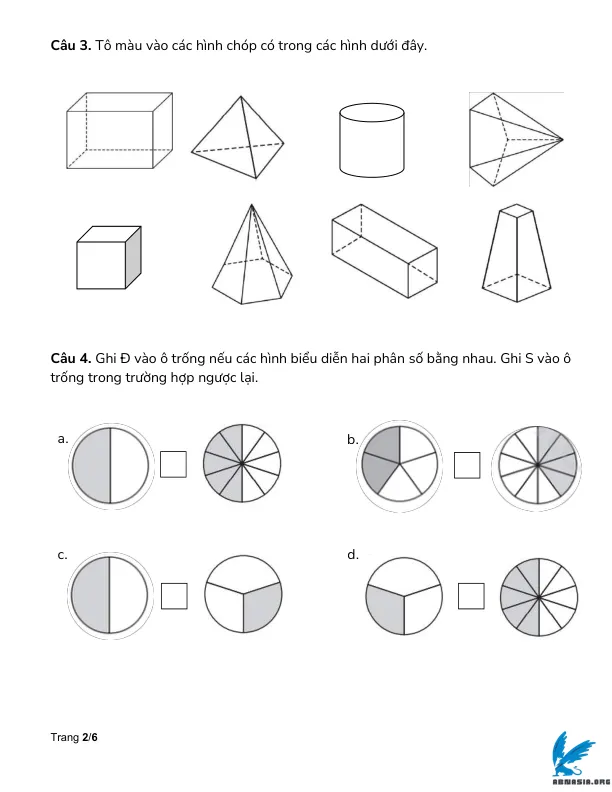 Câu 3. Tô màu vào các hình chóp có trong các hình dưới đây.
Câu 4. Ghi Đ vào ô trống nếu các hình biểu diễn hai phân số bằng nhau. Ghi S vào ô
trống trong trường hợp ngược lại.
a.
b.
c.
d.
Trang 2/6
ABNASIA.ORG